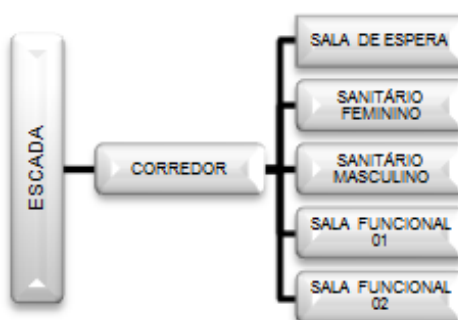 ESCADA
CORREDOR
SALA DE ESPERA
SANITÁRIO
FEMININO
SANITÁRIO
MASCULINO
SALA FUNCIONAL
01
SALA FUNCIONAL
02